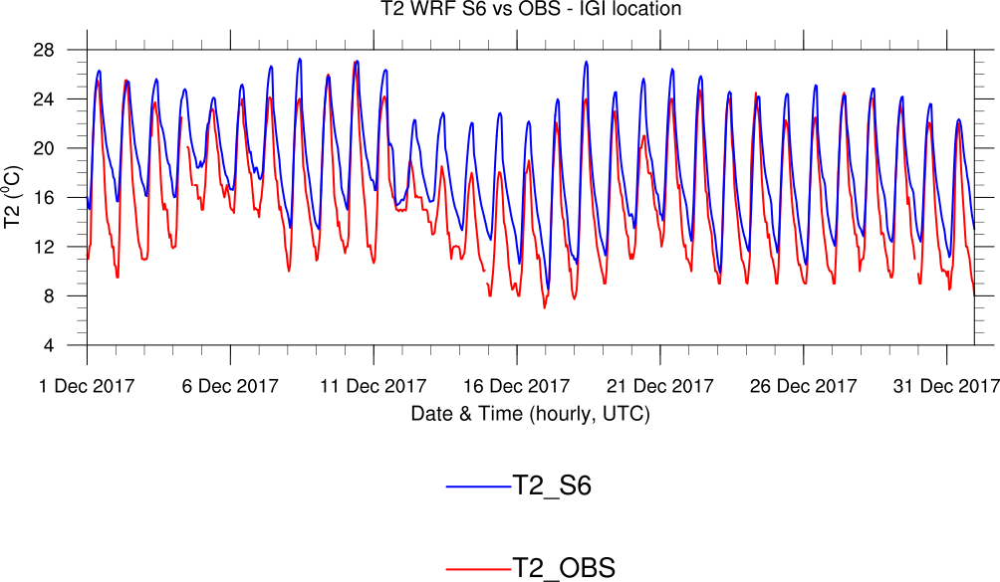 T2 WRF S6 vs OBS - IGI location
28
24
20
16
12
8
4
T2 (⁰C)
1 Dec 2017 6 Dec 2017 11 Dec 2017 16 Dec 2017 21 Dec 2017 26 Dec 2017 31 Dec 2017
Date & Time (hourly, UTC)
T2_S6
T2_OBS